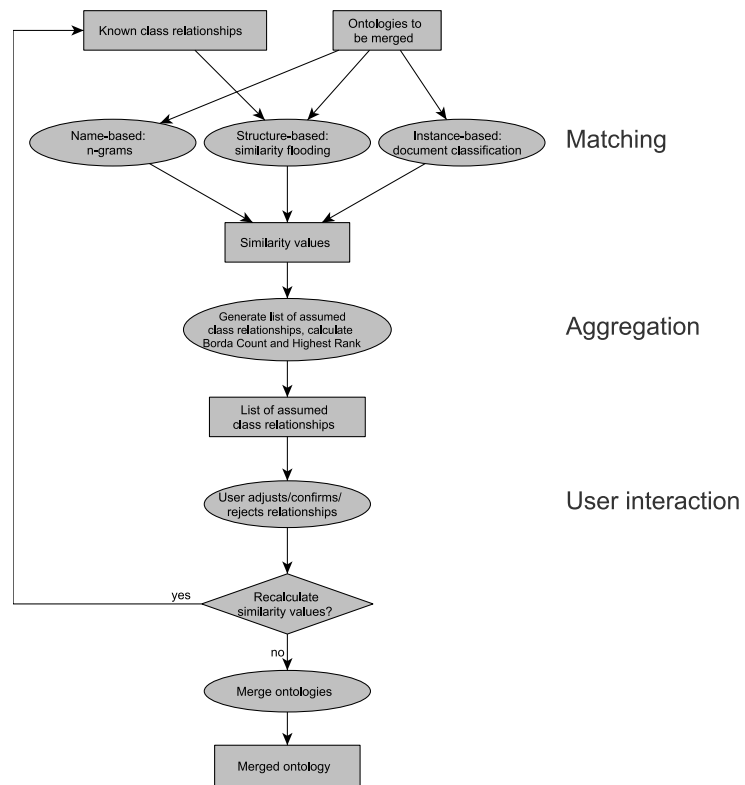 Known class relationships
Ontologies to
be merged
Name-based:
n-grams
Structure-based:
similarity flooding
Instance-based:
document classification
Matching
Similarity values
Generate list of assumed
class relationships, calculate
Borda Count and Highest Rank
Aggregation
List of assumed
class relationships
User adjusts/confirms/
rejects relationships
User interaction
yes
Recalculate
similarity values?
no
Merge ontologies
Merged ontology